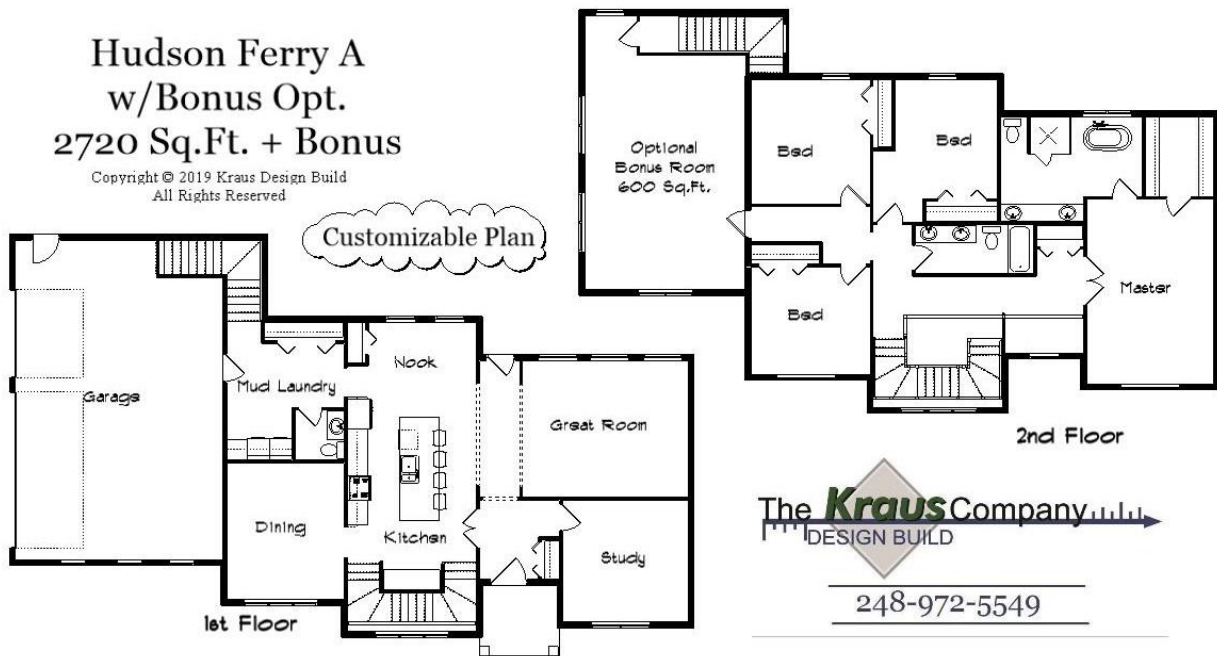 Hudson Ferry A
w/Bonus Opt.
2720 Sq.Ft. + Bonus
Copyright © 2019 Kraus Design Build
All Rights Reserved
Customizable Plan
Garage
Mud Laundry
Nook
Great Room
Dining
Kitchen
Study
1st Floor
Optional
Bonus Room
600 Sq.Ft.
Bed
Bed
Bed
Master
2nd Floor
The Kraus Company
DESIGN BUILD
248-972-5549